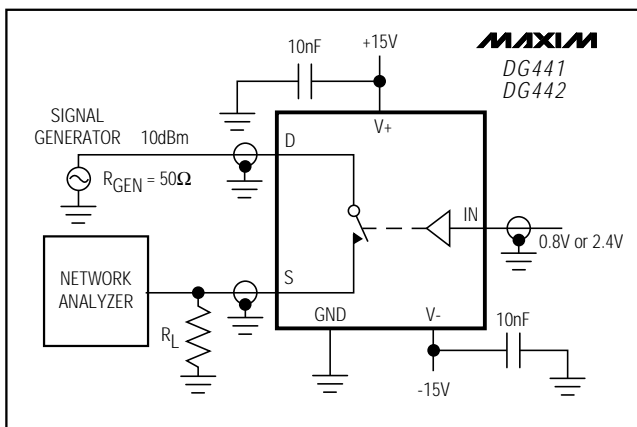 10nF
+15V
MAXIM
DG441
DG442
SIGNAL
GENERATOR
10dBm
D
V+
RGEN = 50Ω
IN
0.8V or 2.4V
NETWORK
ANALYZER
S
RL
GND
V-
10nF
-15V